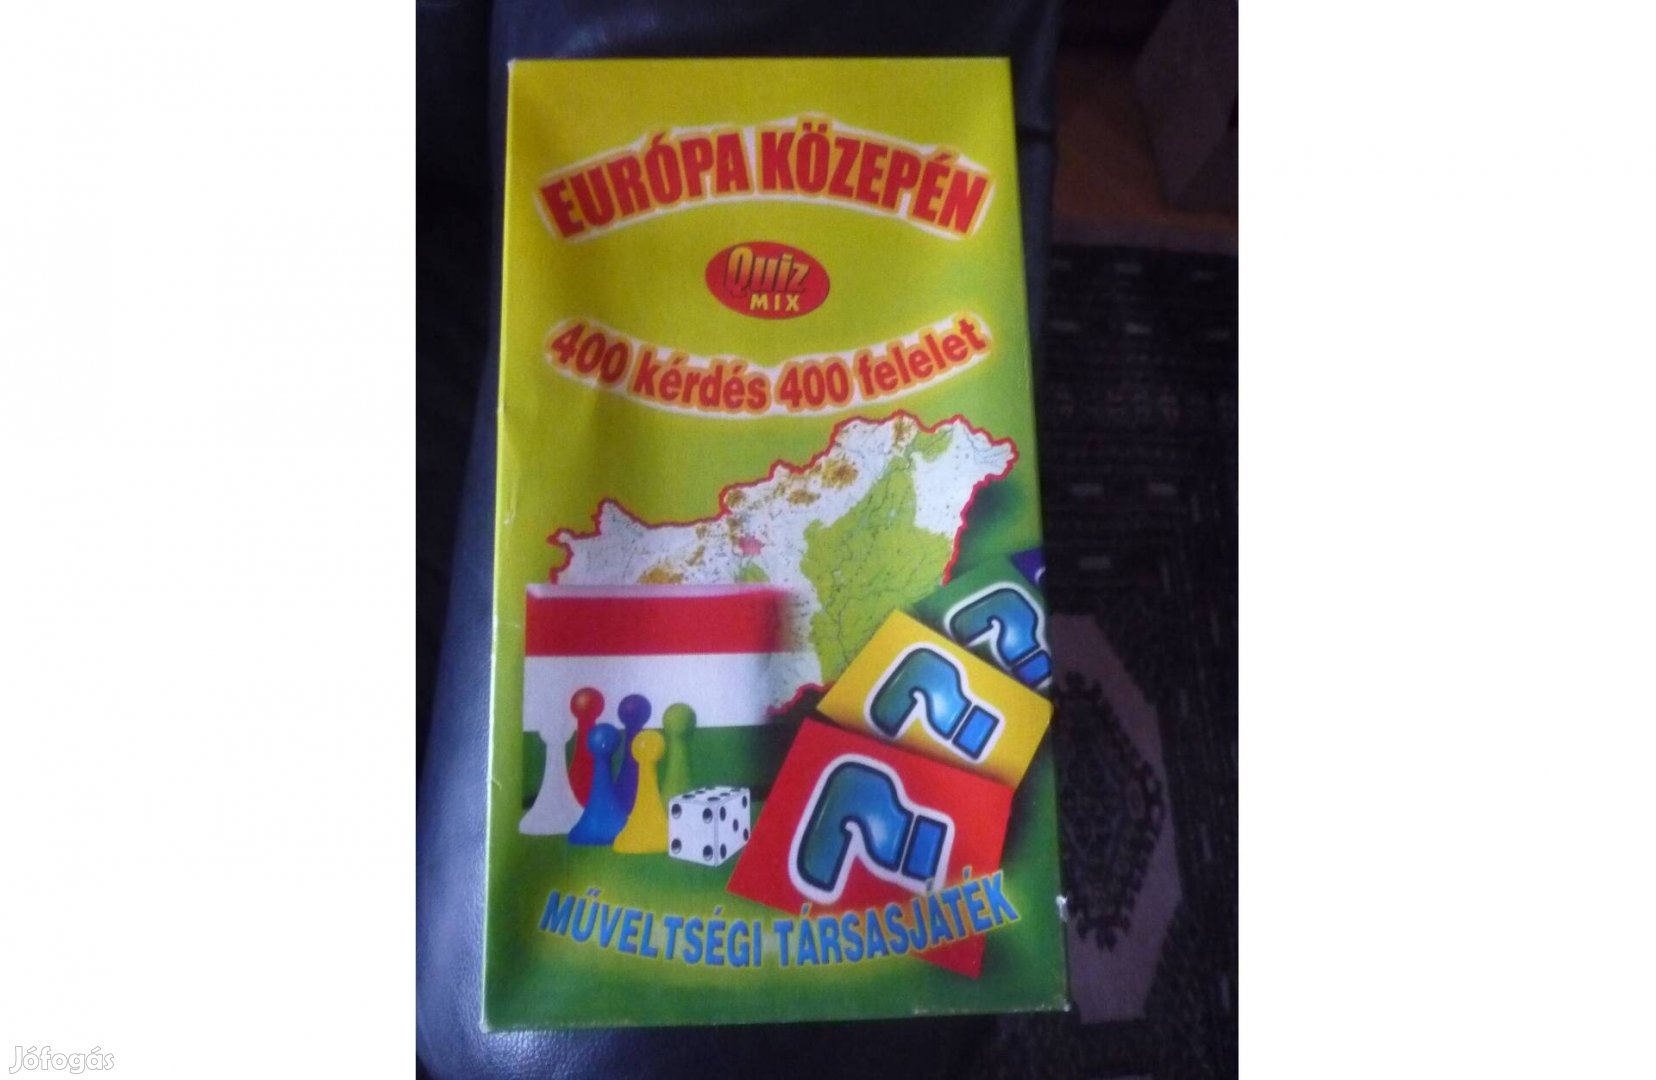 EURÓPA KÖZEPÉN
Quiz
MIX
400 kérdés 400 felelet
MŰVELTSÉGI TÁRSASJÁTÉK
Jófogás